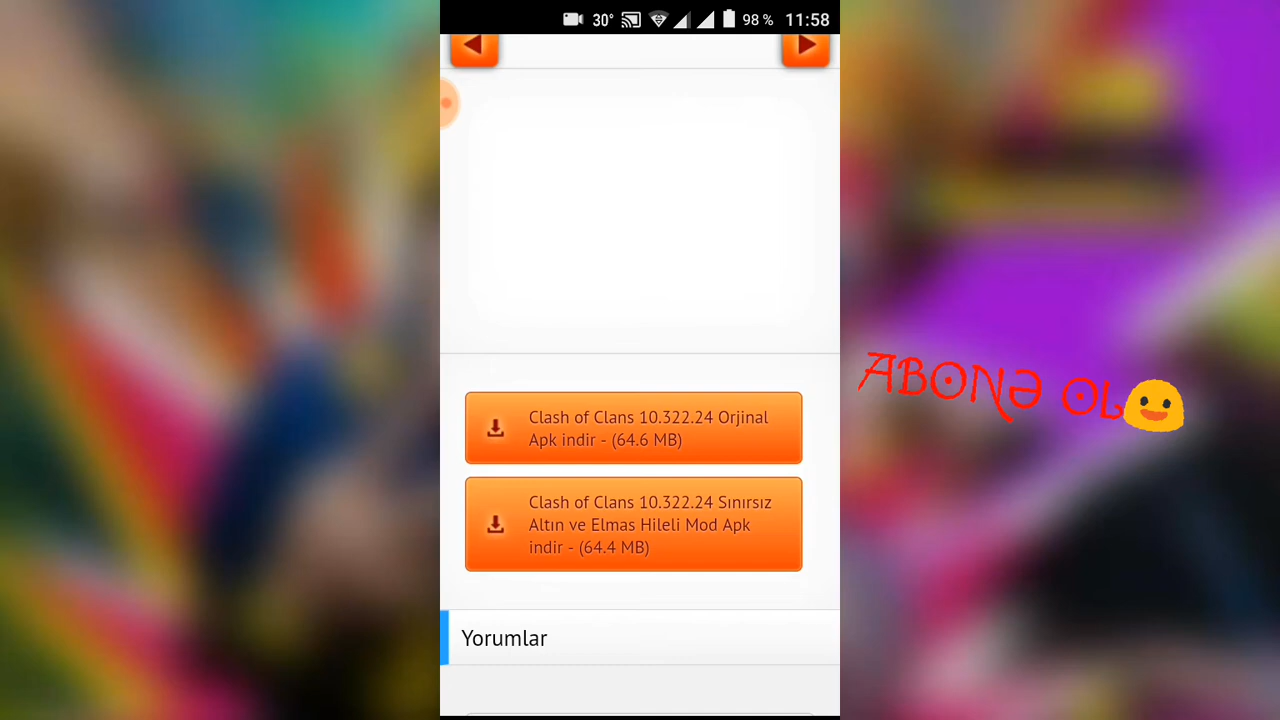 30° 98 % 11:58
Clash of Clans 10.322.24 Orjinal
Apk indir - (64.6 MB)
ABONƏ OL
Clash of Clans 10.322.24 Sınırsız
Altın ve Elmas Hileli Mod Apk
indir - (64.4 MB)
Yorumlar